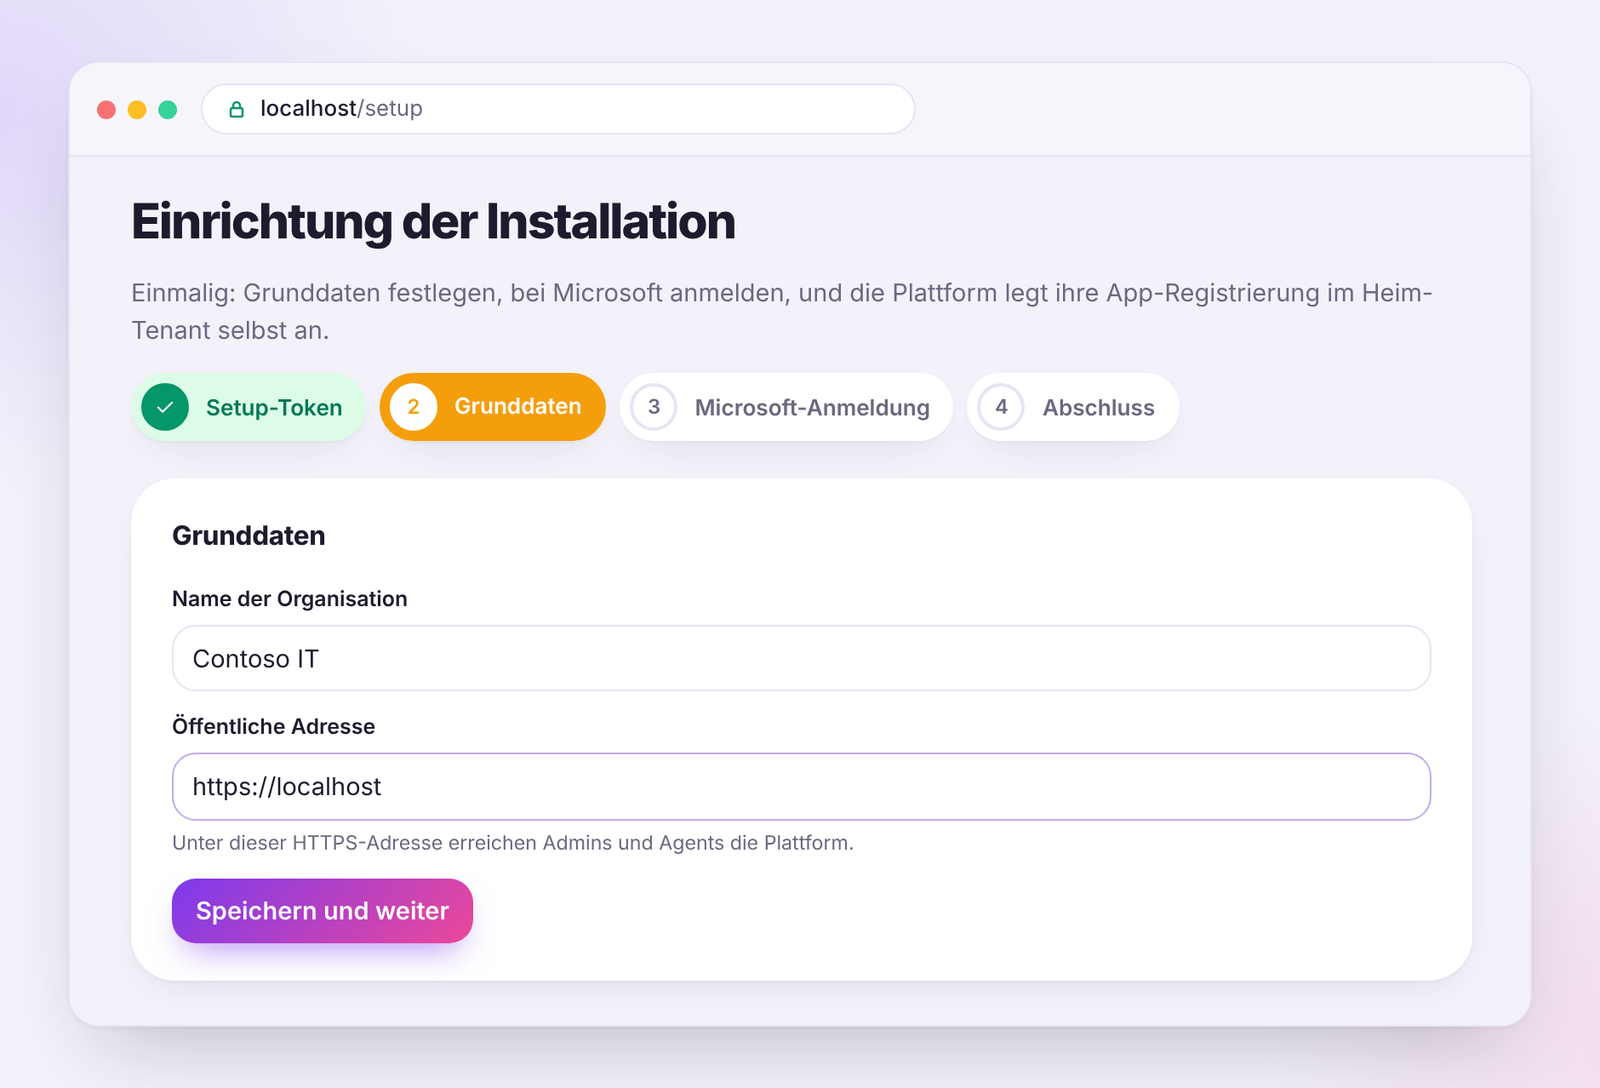 localhost/setup
Einrichtung der Installation
Einmalig: Grunddaten festlegen, bei Microsoft anmelden, und die Plattform legt ihre App-Registrierung im Heim-
Tenant selbst an.
Setup-Token
2 Grunddaten
3 Microsoft-Anmeldung
4 Abschluss
Grunddaten
Name der Organisation
Contoso IT
Öffentliche Adresse
https://localhost
Unter dieser HTTPS-Adresse erreichen Admins und Agents die Plattform.
Speichern und weiter